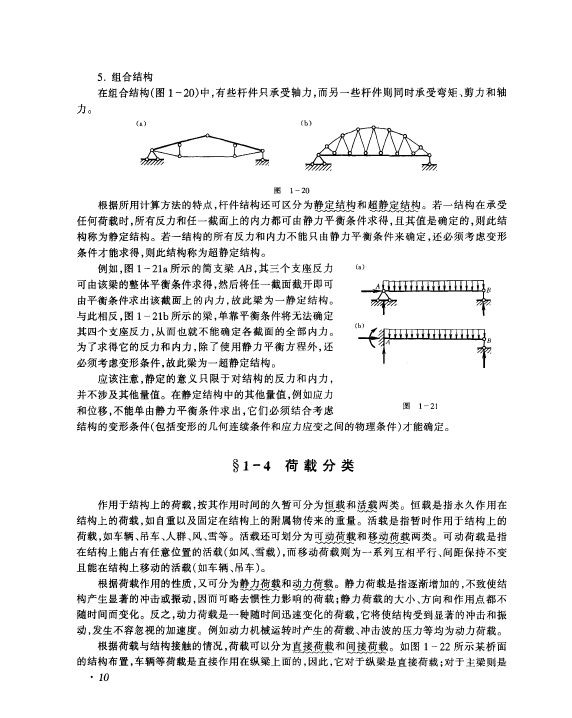 5. 组合结构
在组合结构(图 1-20)中,有些杆件只承受轴力,而另一些杆件则同时承受弯矩、剪力和轴
力。
(a)
(b)
图 1-20
根据所用计算方法的特点,杆件结构还可区分为静定结构和超静定结构。若一结构在承受
任何荷载时,所有反力和任一截面上的内力都可由静力平衡条件求得,且其值是确定的,则此结
构称为静定结构。若一结构的所有反力和内力不能只由静力平衡条件来确定,还必须考虑变形
条件才能求得,则此结构称为超静定结构。
例如,图 1-21a 所示的简支梁 AB,其三个支座反力
可由该梁的整体平衡条件求得,然后将任一截面截开即可
由平衡条件求出该截面上的内力,故此梁为一静定结构。
与此相反,图 1-21b 所示的梁,单靠平衡条件将无法确定
其四个支座反力,从而也就不能确定各截面的全部内力。
为了求得它的反力和内力,除了使用静力平衡方程外,还
必须考虑变形条件,故此梁为一超静定结构。
应该注意,静定的意义只限于对结构的反力和内力,
并不涉及其他量值。在静定结构中的其他量值,例如应力
和位移,不能单由静力平衡条件求出,它们必须结合考虑
(a)
A
B
(b)
A
B
图 1-21
结构的变形条件(包括变形的几何连续条件和应力应变之间的物理条件)才能确定。
§1-4 荷载分类
作用于结构上的荷载,按其作用时间的久暂可分为恒载和活载两类。恒载是指永久作用在
结构上的荷载,如自重以及固定在结构上的附属物传来的重量。活载是指暂时作用于结构上的
荷载,如车辆、吊车、人群、风、雪等。活载还可划分为可动荷载和移动荷载两类。可动荷载是指
在结构上能占有任意位置的活载(如风、雪载),而移动荷载则为一系列互相平行、间距保持不变
且能在结构上移动的活载(如车辆、吊车)。
根据荷载作用的性质,又可分为静力荷载和动力荷载。静力荷载是指逐渐增加的,不致使结
构产生显著的冲击或振动,因而可略去惯性力影响的荷载;静力荷载的大小、方向和作用点都不
随时间而变化。反之,动力荷载是一种随时间迅速变化的荷载,它将使结构受到显著的冲击和振
动,发生不容忽视的加速度。例如动力机械运转时产生的荷载、冲击波的压力等均为动力荷载。
根据荷载与结构接触的情况,荷载可以分为直接荷载和间接荷载。如图 1-22 所示某桥面
的结构布置,车辆等荷载是直接作用在纵梁上面的,因此,它对于纵梁是直接荷载;对于主梁则是
· 10